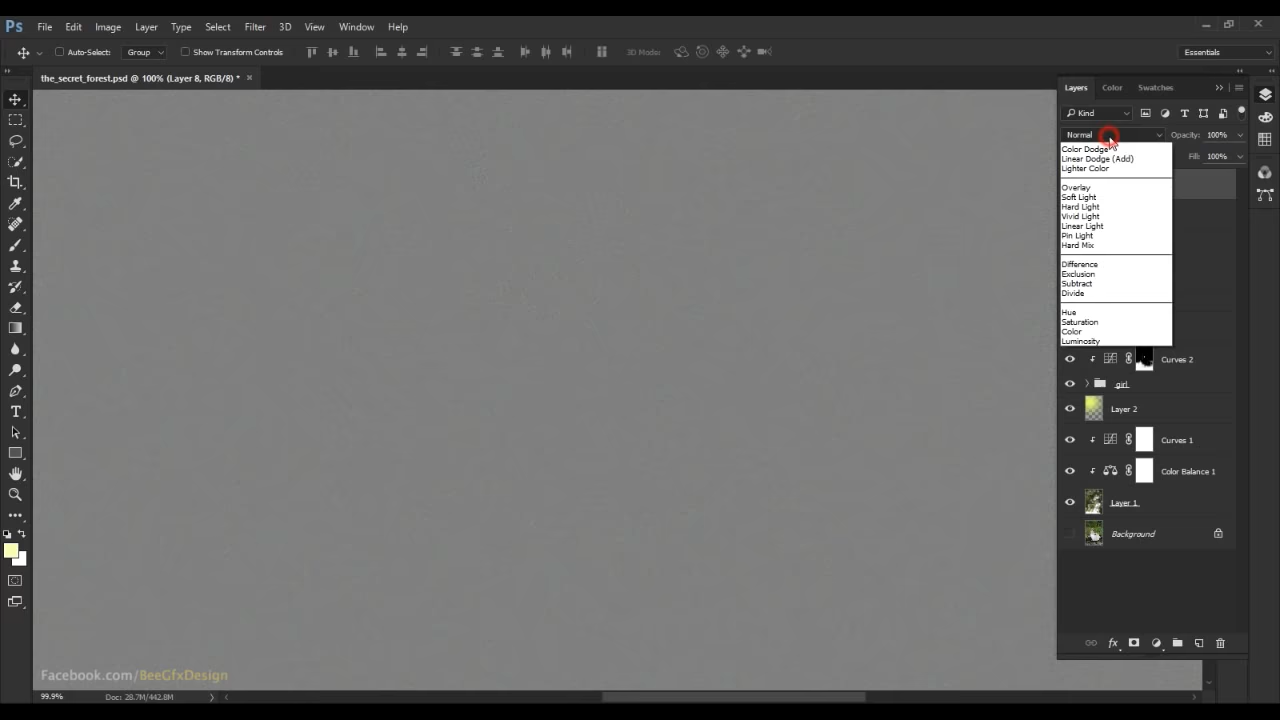 Ps File Edit Image Layer Type Select Filter 3D View Window Help
Auto-Select: Group Show Transform Controls 3D Mode: Essentials
the_secret_forest.psd @ 100% (Layer 8, RGB/8) *
Layers Color Swatches
Kind
Normal Opacity: 100%
Fill: 100%
Color Dodge
Linear Dodge (Add)
Lighter Color
Overlay
Soft Light
Hard Light
Vivid Light
Linear Light
Pin Light
Hard Mix
Difference
Exclusion
Subtract
Divide
Hue
Saturation
Color
Luminosity
Curves 2
girl
Layer 2
Curves 1
Color Balance 1
Layer 1
Background
fx
Facebook.com/BeeGfxDesign
99.9% Doc: 28.7M/442.8M